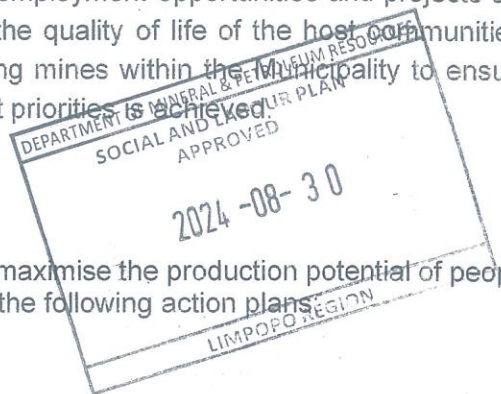 employment opportunities and projects
the quality of life of the host communitie
ng mines within the Municipality to ensu
t priorities is achieved.
DEPARTMENT OF MINERAL & PETROLEUM RESOURCES
SOCIAL AND LABOUR PLAN
APPROVED
2024 -08- 30
maximise the production potential of peop
the following action plans:
LIMPOPO REGION